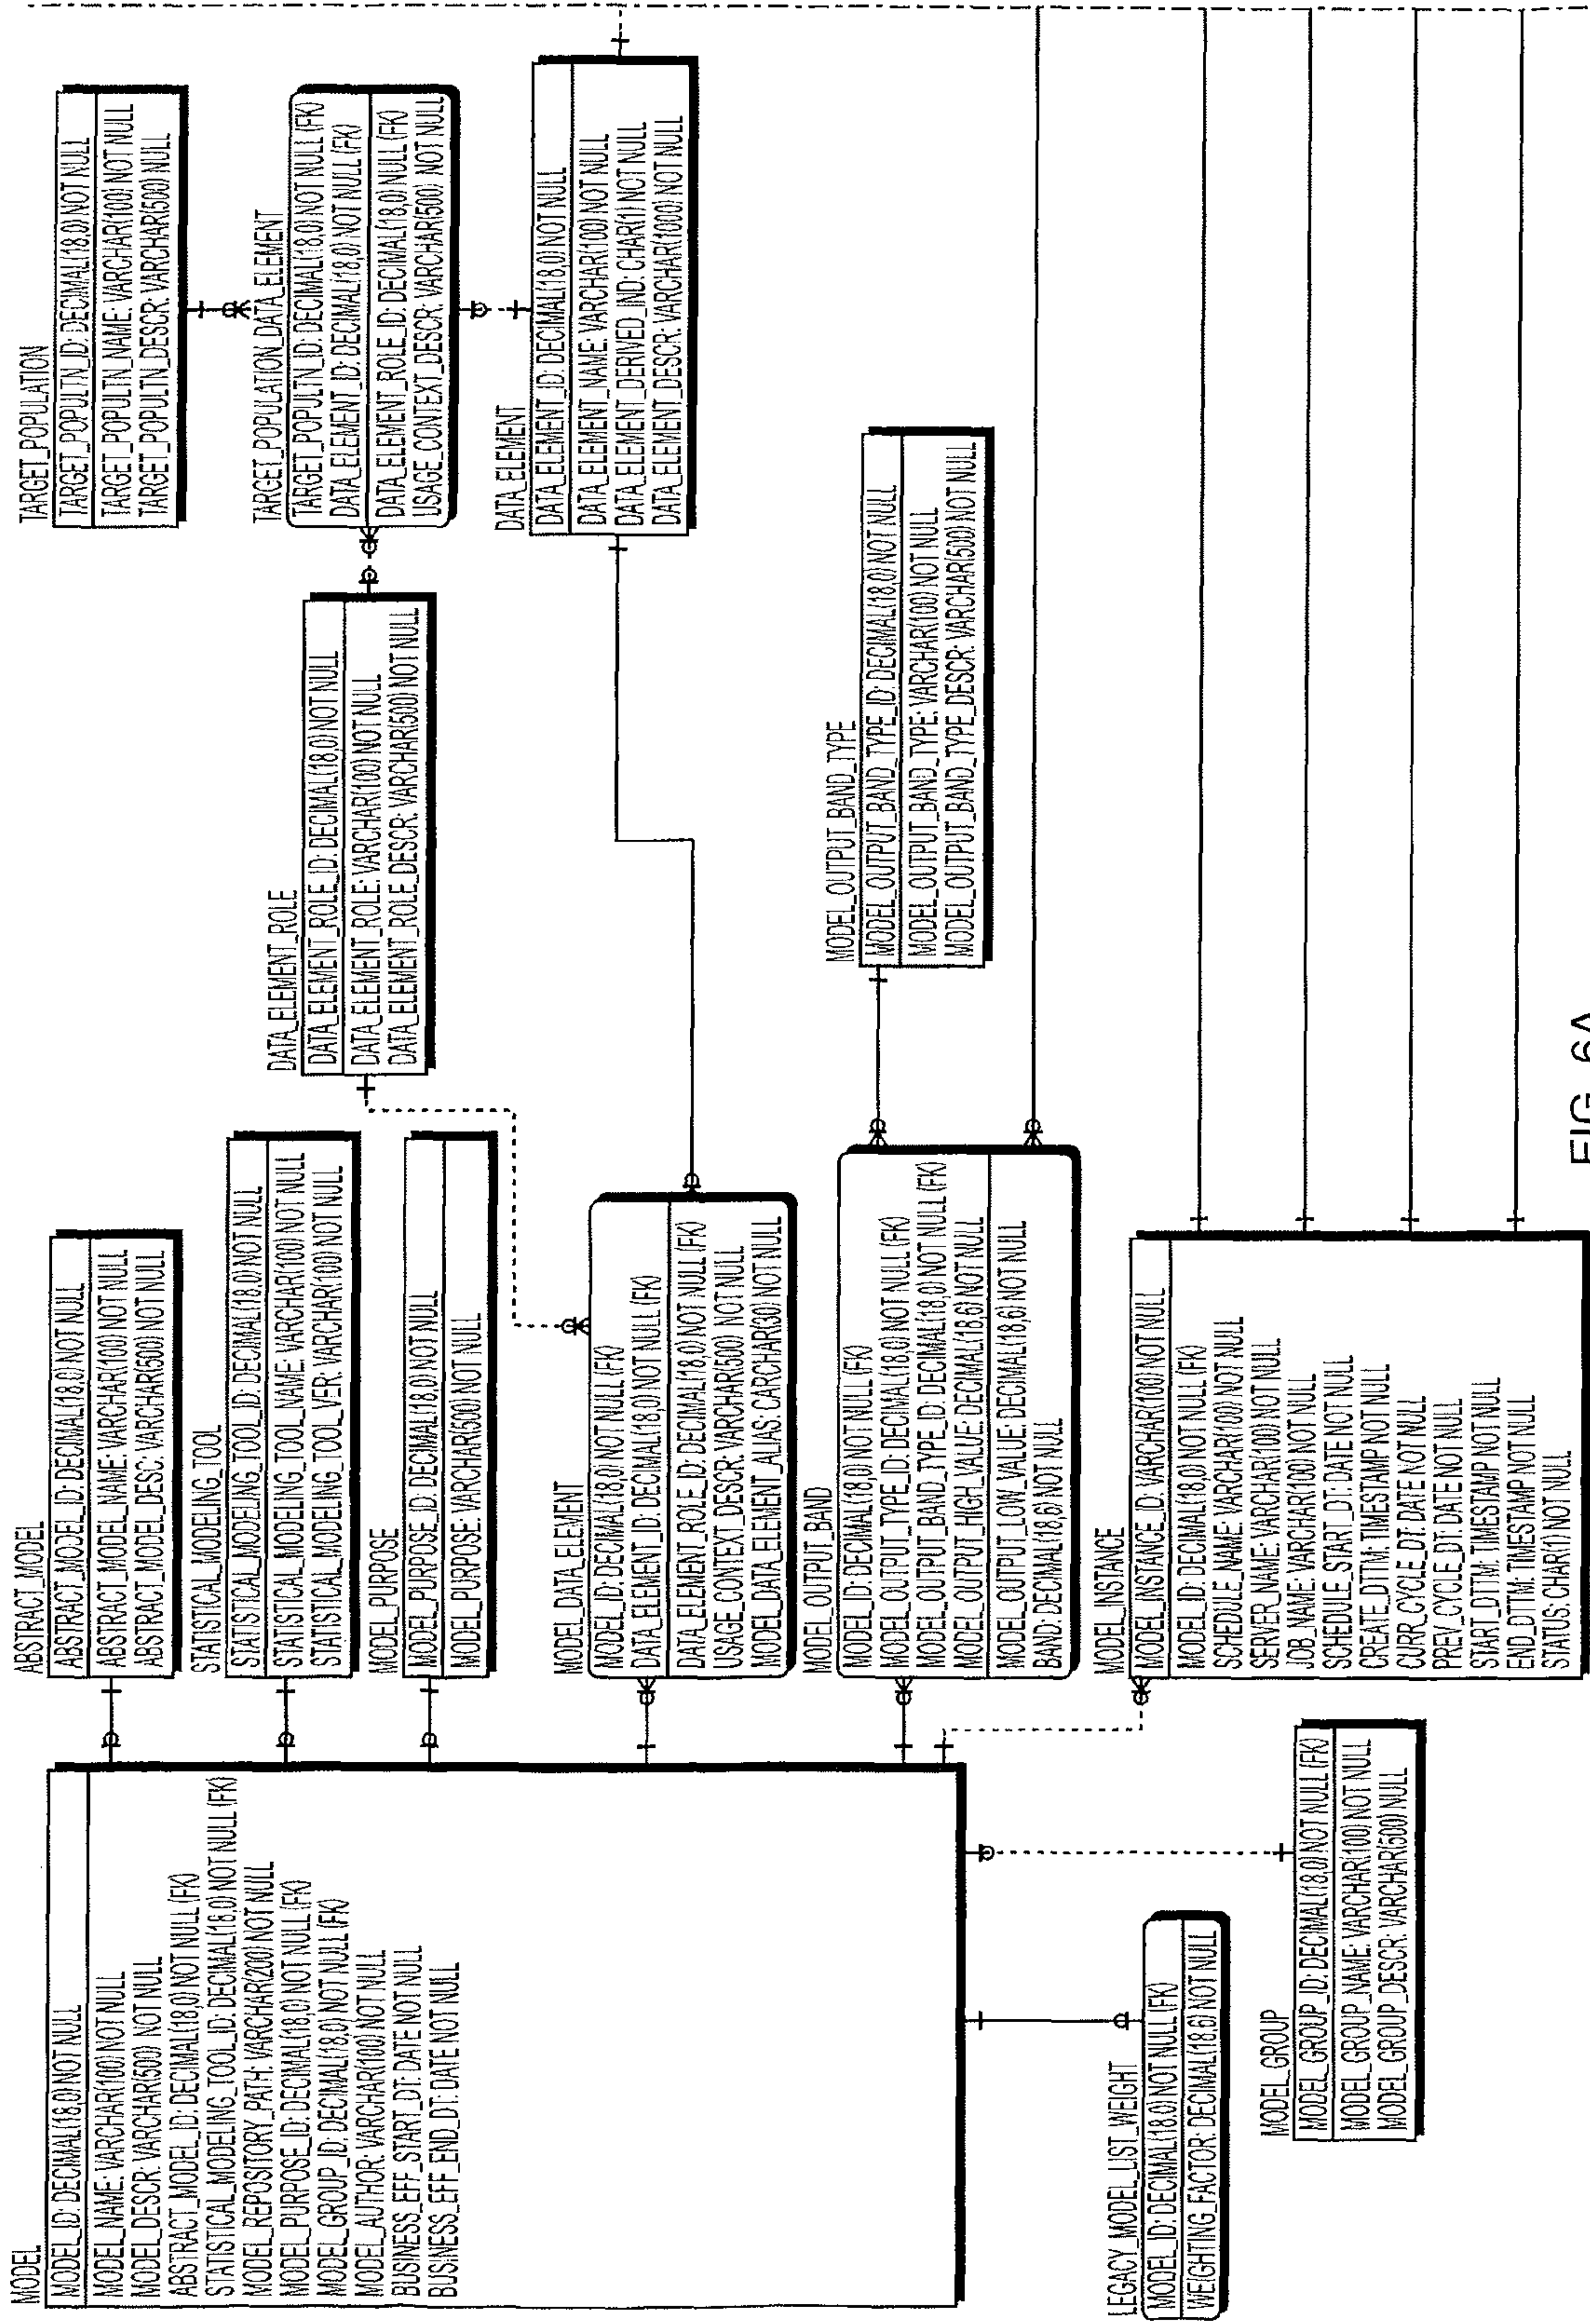 MODEL
MODEL_ID: DECIMAL(18,0) NOT NULL
MODEL_NAME: VARCHAR(100) NOT NULL
MODEL_DESCR: VARCHAR(500) NOT NULL
ABSTRACT_MODEL_ID: DECIMAL(18,0) NOT NULL (FK)
STATISTICAL_MODELING_TOOL_ID: DECIMAL(18,0) NOT NULL (FK)
MODEL_REPOSITORY_PATH: VARCHAR(200) NOT NULL
MODEL_PURPOSE_ID: DECIMAL(18,0) NOT NULL (FK)
MODEL_GROUP_ID: DECIMAL(18,0) NOT NULL (FK)
MODEL_AUTHOR: VARCHAR(100) NOT NULL
BUSINESS_EFF_START_DT: DATE NOT NULL
BUSINESS_EFF_END_DT: DATE NOT NULL
LEGACY_MODEL_LIST_WEIGHT
MODEL_ID: DECIMAL(18,0) NOT NULL (FK)
WEIGHTING_FACTOR: DECIMAL(18,6) NOT NULL
MODEL_GROUP
MODEL_GROUP_ID: DECIMAL(18,0) NOT NULL (FK)
MODEL_GROUP_NAME: VARCHAR(100) NOT NULL
MODEL_GROUP_DESCR: VARCHAR(500) NULL
ABSTRACT_MODEL
ABSTRACT_MODEL_ID: DECIMAL(18,0) NOT NULL
ABSTRACT_MODEL_NAME: VARCHAR(100) NOT NULL
ABSTRACT_MODEL_DESC: VARCHAR(500) NOT NULL
STATISTICAL_MODELING_TOOL
STATISTICAL_MODELING_TOOL_ID: DECIMAL(18,0) NOT NULL
STATISTICAL_MODELING_TOOL_NAME: VARCHAR(100) NOT NULL
STATISTICAL_MODELING_TOOL_VER: VARCHAR(100) NOT NULL
MODEL_PURPOSE
MODEL_PURPOSE_ID: DECIMAL(18,0) NOT NULL
MODEL_PURPOSE: VARCHAR(500) NOT NULL
MODEL_DATA_ELEMENT
MODEL_ID: DECIMAL(18,0) NOT NULL (FK)
DATA_ELEMENT_ID: DECIMAL(18,0) NOT NULL (FK)
DATA_ELEMENT_ROLE_ID: DECIMAL(18,0) NOT NULL (FK)
USAGE_CONTEXT_DESCR: VARCHAR(500) NOT NULL
MODEL_DATA_ELEMENT_ALIAS: CARCHAR(30) NOT NULL
MODEL_OUTPUT_BAND
MODEL_ID: DECIMAL(18,0) NOT NULL (FK)
MODEL_OUTPUT_TYPE_ID: DECIMAL(18,0) NOT NULL (FK)
MODEL_OUTPUT_BAND_TYPE_ID: DECIMAL(18,0) NOT NULL (FK)
MODEL_OUTPUT_HIGH_VALUE: DECIMAL(18,6) NOT NULL
MODEL_OUTPUT_LOW_VALUE: DECIMAL(18,6) NOT NULL
BAND: DECIMAL(18,6) NOT NULL
MODEL_INSTANCE
MODEL_INSTANCE_ID: VARCHAR(100) NOT NULL
MODEL_ID: DECIMAL(18,0) NOT NULL (FK)
SCHEDULE_NAME: VARCHAR(100) NOT NULL
SERVER_NAME: VARCHAR(100) NOT NULL
JOB_NAME: VARCHAR(100) NOT NULL
SCHEDULE_START_DT: DATE NOT NULL
CREATE_DTTM: TIMESTAMP NOT NULL
CURR_CYCLE_DT: DATE NOT NULL
PREV_CYCLE_DT: DATE NOT NULL
START_DTTM: TIMESTAMP NOT NULL
END_DTTM: TIMESTAMP NOT NULL
STATUS: CHAR(1) NOT NULL
DATA_ELEMENT_ROLE
DATA_ELEMENT_ROLE_ID: DECIMAL(18,0) NOT NULL
DATA_ELEMENT_ROLE: VARCHAR(100) NOT NULL
DATA_ELEMENT_ROLE_DESCR: VARCHAR(500) NOT NULL
MODEL_OUTPUT_BAND_TYPE
MODEL_OUTPUT_BAND_TYPE_ID: DECIMAL(18,0) NOT NULL
MODEL_OUTPUT_BAND_TYPE: VARCHAR(100) NOT NULL
MODEL_OUTPUT_BAND_TYPE_DESCR: VARCHAR(500) NOT NULL
TARGET_POPULATION
TARGET_POPULTN_ID: DECIMAL(18,0) NOT NULL
TARGET_POPULTN_NAME: VARCHAR(100) NOT NULL
TARGET_POPULTN_DESCR: VARCHAR(500) NULL
TARGET_POPULATION_DATA_ELEMENT
TARGET_POPULTN_ID: DECIMAL(18,0) NOT NULL (FK)
DATA_ELEMENT_ID: DECIMAL(18,0) NOT NULL (FK)
DATA_ELEMENT_ROLE_ID: DECIMAL(18,0) NULL (FK)
USAGE_CONTEXT_DESCR: VARCHAR(500) NOT NULL
DATA_ELEMENT
DATA_ELEMENT_ID: DECIMAL(18,0) NOT NULL
DATA_ELEMENT_NAME: VARCHAR(100) NOT NULL
DATA_ELEMENT_DERIVED_IND: CHAR(1) NOT NULL
DATA_ELEMENT_DESCR: VARCHAR(1000) NOT NULL
FIG. 6A